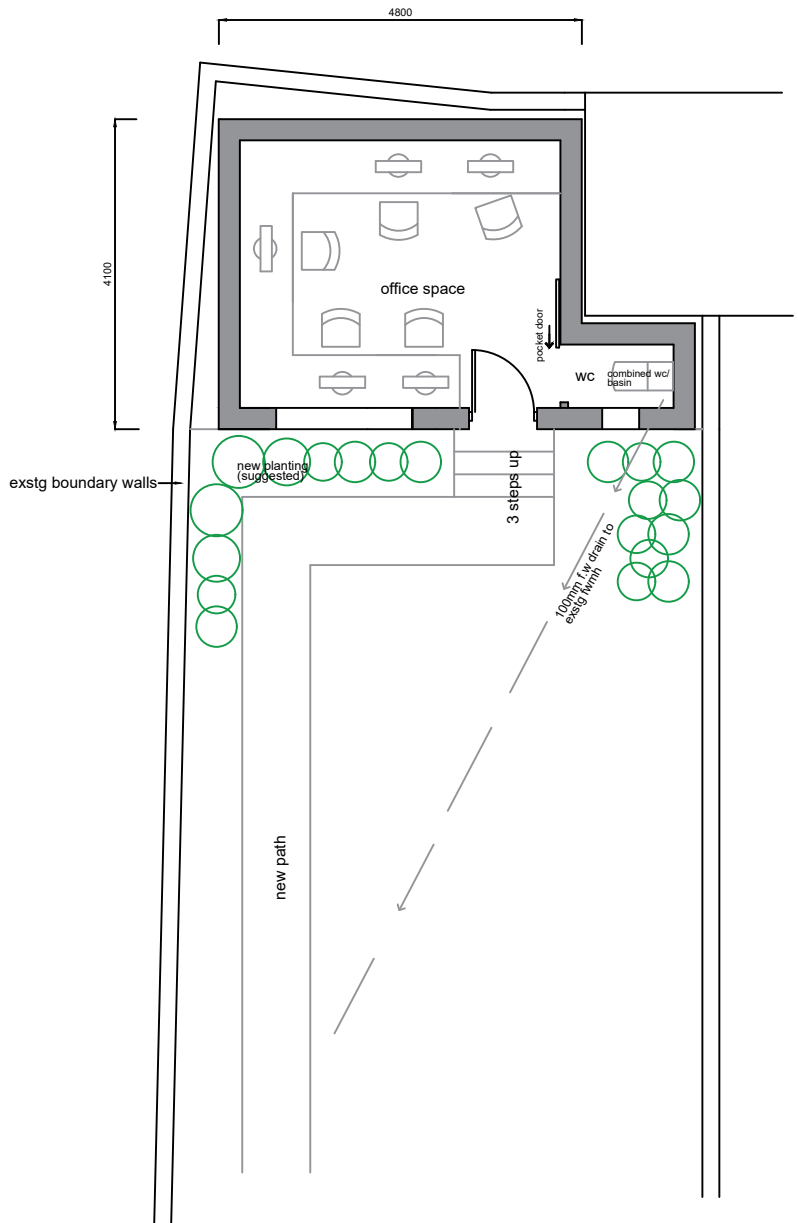 4800
4100
office space
pocket door
wc
combined wc/
basin
new planting
(suggested)
exstg boundary walls
3 steps up
100mm f.w drain to
exstg fwmh
new path